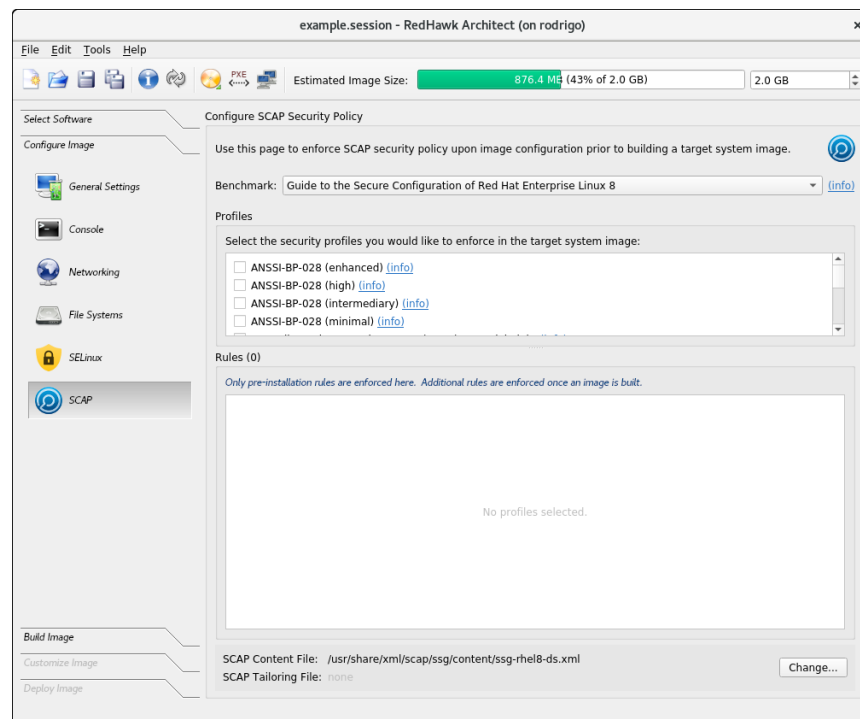 example.session - RedHawk Architect (on rodrigo)
File Edit Tools Help
PXE
Estimated Image Size: 876.4 MB (43% of 2.0 GB) 2.0 GB
Select Software
Configure Image
General Settings
Console
Networking
File Systems
SELinux
SCAP
Build Image
Customize Image
Deploy Image
Configure SCAP Security Policy
Use this page to enforce SCAP security policy upon image configuration prior to building a target system image.
Benchmark: Guide to the Secure Configuration of Red Hat Enterprise Linux 8 (info)
Profiles
Select the security profiles you would like to enforce in the target system image:
ANSSI-BP-028 (enhanced) (info)
ANSSI-BP-028 (high) (info)
ANSSI-BP-028 (intermediary) (info)
ANSSI-BP-028 (minimal) (info)
Rules (0)
Only pre-installation rules are enforced here. Additional rules are enforced once an image is built.
No profiles selected.
SCAP Content File: /usr/share/xml/scap/ssg/content/ssg-rhel8-ds.xml
SCAP Tailoring File: none
Change...